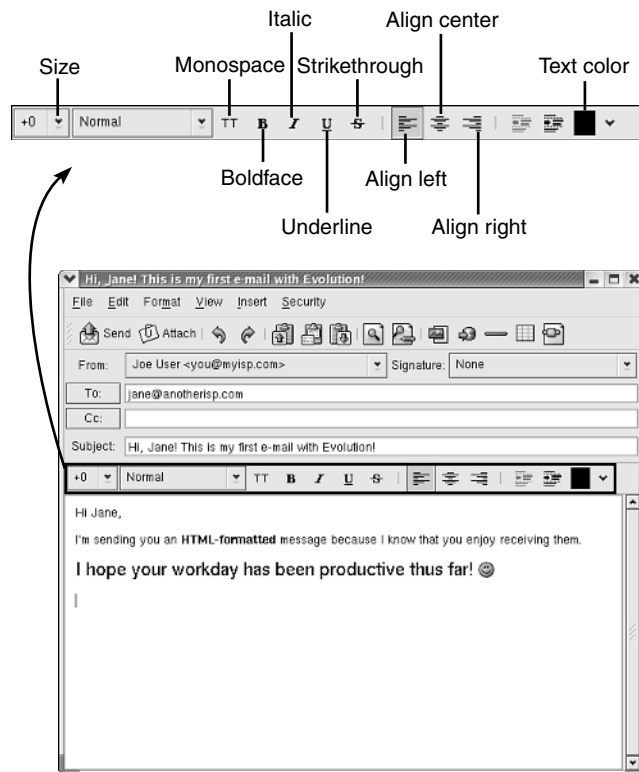 Italic
Align center
Size
Monospace
Strikethrough
Text color
+0 Normal TT B I U S
Boldface
Align left
Underline
Align right
Hi, Jane! This is my first e-mail with Evolution!
File Edit Format View Insert Security
Send Attach
From: Joe User <you@myisp.com> Signature: None
To: jane@anotherisp.com
Cc:
Subject: Hi, Jane! This is my first e-mail with Evolution!
+0 Normal TT B I U S
Hi Jane,
I'm sending you an HTML-formatted message because I know that you enjoy receiving them.
I hope your workday has been productive thus far!